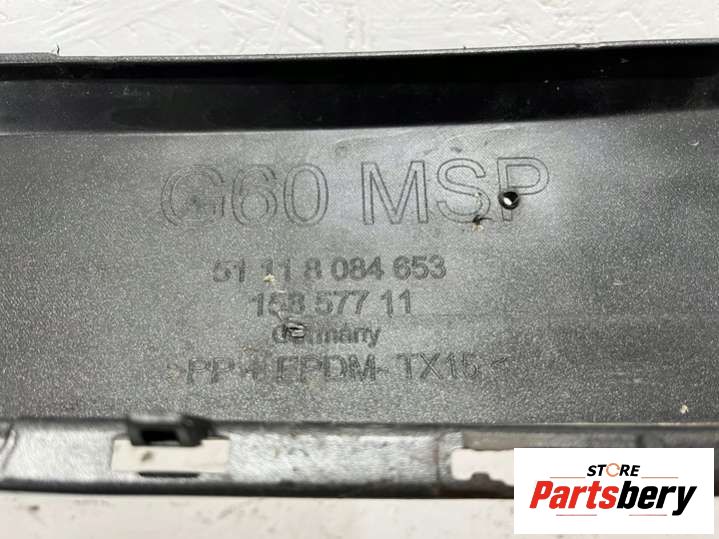 G60 MSP
51 11 8 084 653
158 577 11
Germany
>PP+EPDM-TX15<
STORE
Partsbery